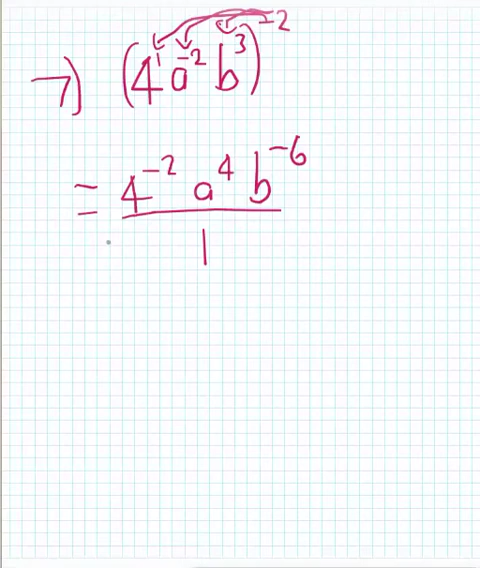 7) (4¹a⁻²b³)⁻²
= 4⁻² a⁴ b⁻⁶
1